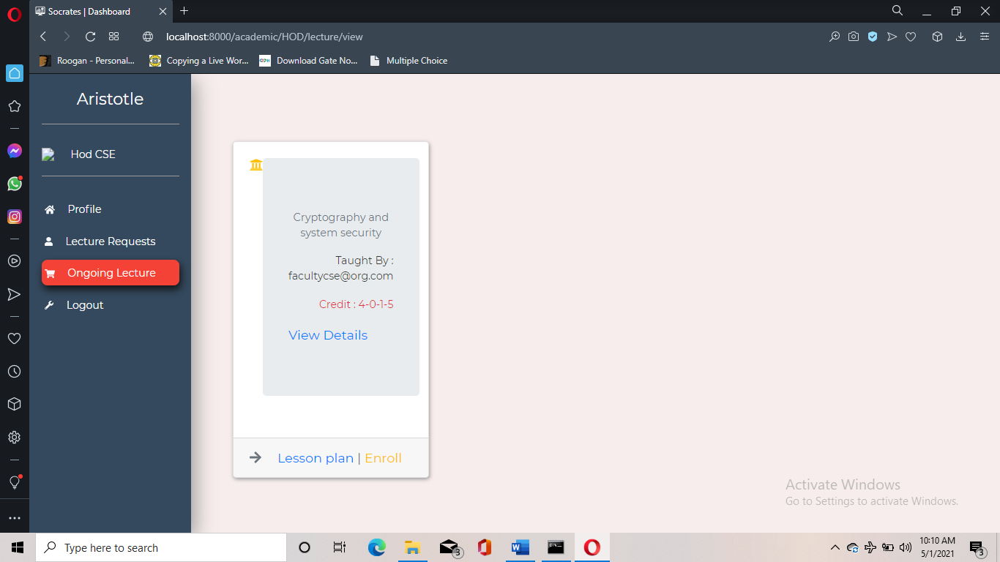 Socrates | Dashboard
localhost:8000/academic/HOD/lecture/view
Roogan - Personal...
Copying a Live Wor...
Download Gate No...
Multiple Choice
Aristotle
Hod CSE
Profile
Lecture Requests
Ongoing Lecture
Logout
Cryptography and
system security
Taught By :
facultycse@org.com
Credit : 4-0-1-5
View Details
Lesson plan | Enroll
Activate Windows
Go to Settings to activate Windows.
Type here to search
3
10:10 AM
5/1/2021
3